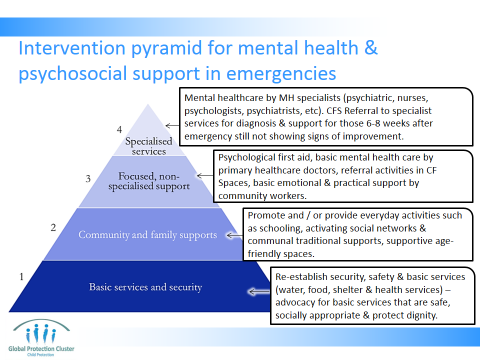 Intervention pyramid for mental health &
psychosocial support in emergencies
Mental healthcare by MH specialists (psychiatric, nurses,
psychologists, psychiatrists, etc). CFS Referral to specialist
services for diagnosis & support for those 6-8 weeks after
emergency still not showing signs of improvement.
4
Specialised
services
Psychological first aid, basic mental health care by
primary healthcare doctors, referral activities in CF
Spaces, basic emotional & practical support by
community workers.
3
Focused, non-
specialised support
Promote and / or provide everyday activities such
as schooling, activating social networks &
communal traditional supports, supportive age-
friendly spaces.
2
Community and family supports
Re-establish security, safety & basic services
(water, food, shelter & health services) –
advocacy for basic services that are safe,
socially appropriate & protect dignity.
1
Basic services and security
Global Protection Cluster
Child Protection